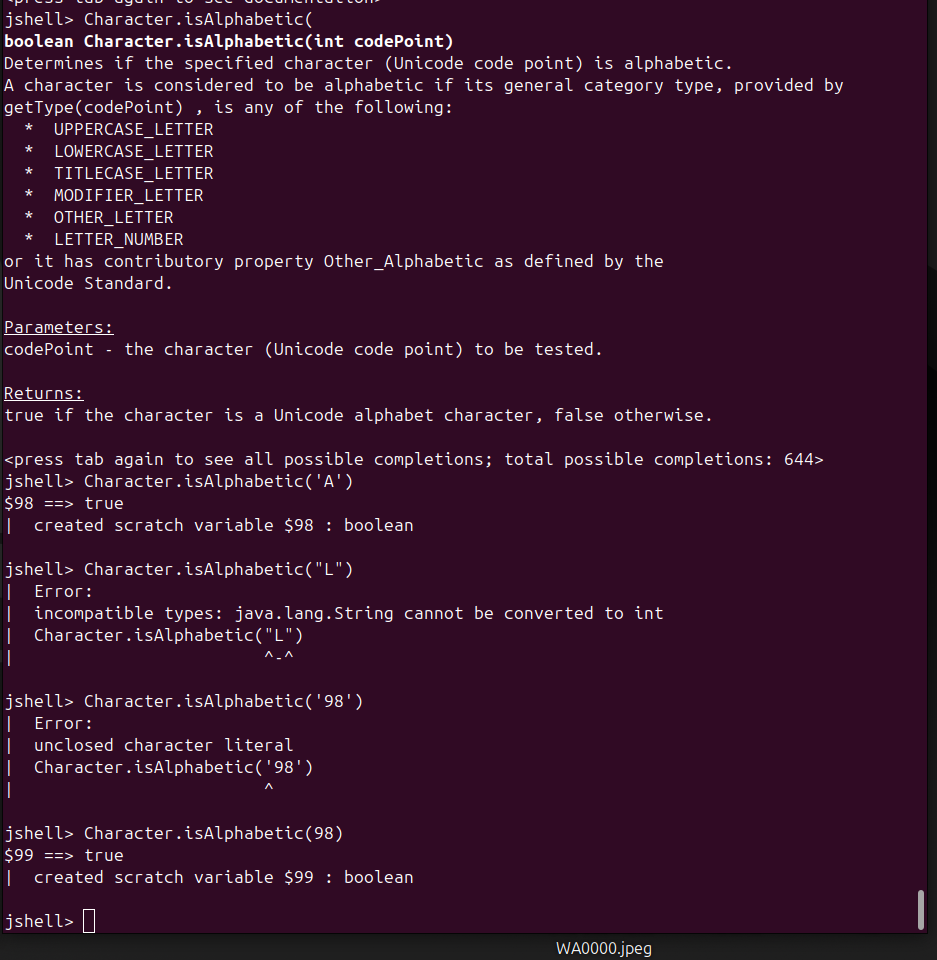 <press tab again to see documentation>
jshell> Character.isAlphabetic(
boolean Character.isAlphabetic(int codePoint)
Determines if the specified character (Unicode code point) is alphabetic.
A character is considered to be alphabetic if its general category type, provided by
getType(codePoint) , is any of the following:
  *  UPPERCASE_LETTER
  *  LOWERCASE_LETTER
  *  TITLECASE_LETTER
  *  MODIFIER_LETTER
  *  OTHER_LETTER
  *  LETTER_NUMBER
or it has contributory property Other_Alphabetic as defined by the
Unicode Standard.

Parameters:
codePoint - the character (Unicode code point) to be tested.

Returns:
true if the character is a Unicode alphabet character, false otherwise.

<press tab again to see all possible completions; total possible completions: 644>
jshell> Character.isAlphabetic('A')
$98 ==> true
|  created scratch variable $98 : boolean

jshell> Character.isAlphabetic("L")
|  Error:
|  incompatible types: java.lang.String cannot be converted to int
|  Character.isAlphabetic("L")
|                         ^-^

jshell> Character.isAlphabetic('98')
|  Error:
|  unclosed character literal
|  Character.isAlphabetic('98')
|                         ^

jshell> Character.isAlphabetic(98)
$99 ==> true
|  created scratch variable $99 : boolean

jshell>
WA0000.jpeg